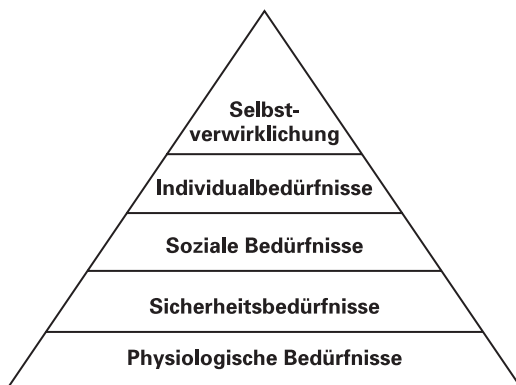 Selbst-
verwirklichung
Individualbedürfnisse
Soziale Bedürfnisse
Sicherheitsbedürfnisse
Physiologische Bedürfnisse